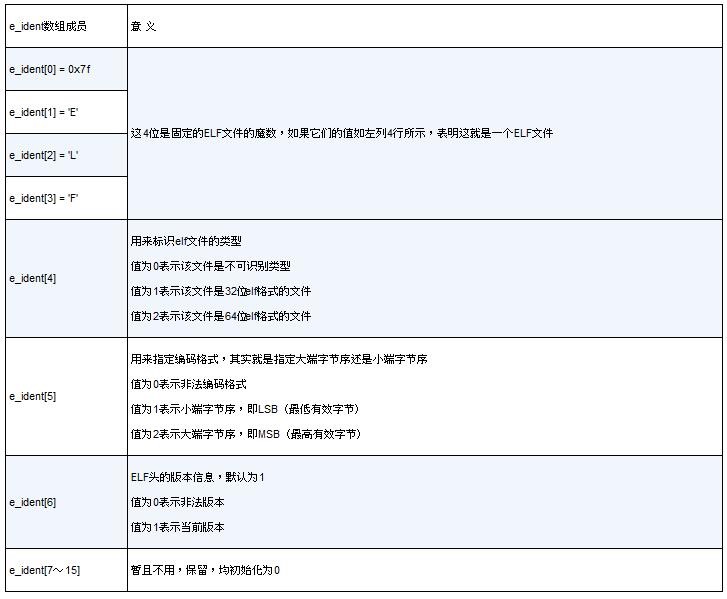 e_ident数组成员
意 义
e_ident[0] = 0x7f
e_ident[1] = 'E'
e_ident[2] = 'L'
e_ident[3] = 'F'
这4位是固定的ELF文件的魔数，如果它们的值如左列4行所示，表明这就是一个ELF文件
e_ident[4]
用来标识elf文件的类型
值为0表示该文件是不可识别类型
值为1表示该文件是32位elf格式的文件
值为2表示该文件是64位elf格式的文件
e_ident[5]
用来指定编码格式，其实就是指定大端字节序还是小端字节序
值为0表示非法编码格式
值为1表示小端字节序，即LSB（最低有效字节）
值为2表示大端字节序，即MSB（最高有效字节）
e_ident[6]
ELF头的版本信息，默认为1
值为0表示非法版本
值为1表示当前版本
e_ident[7～15]
暂且不用，保留，均初始化为0